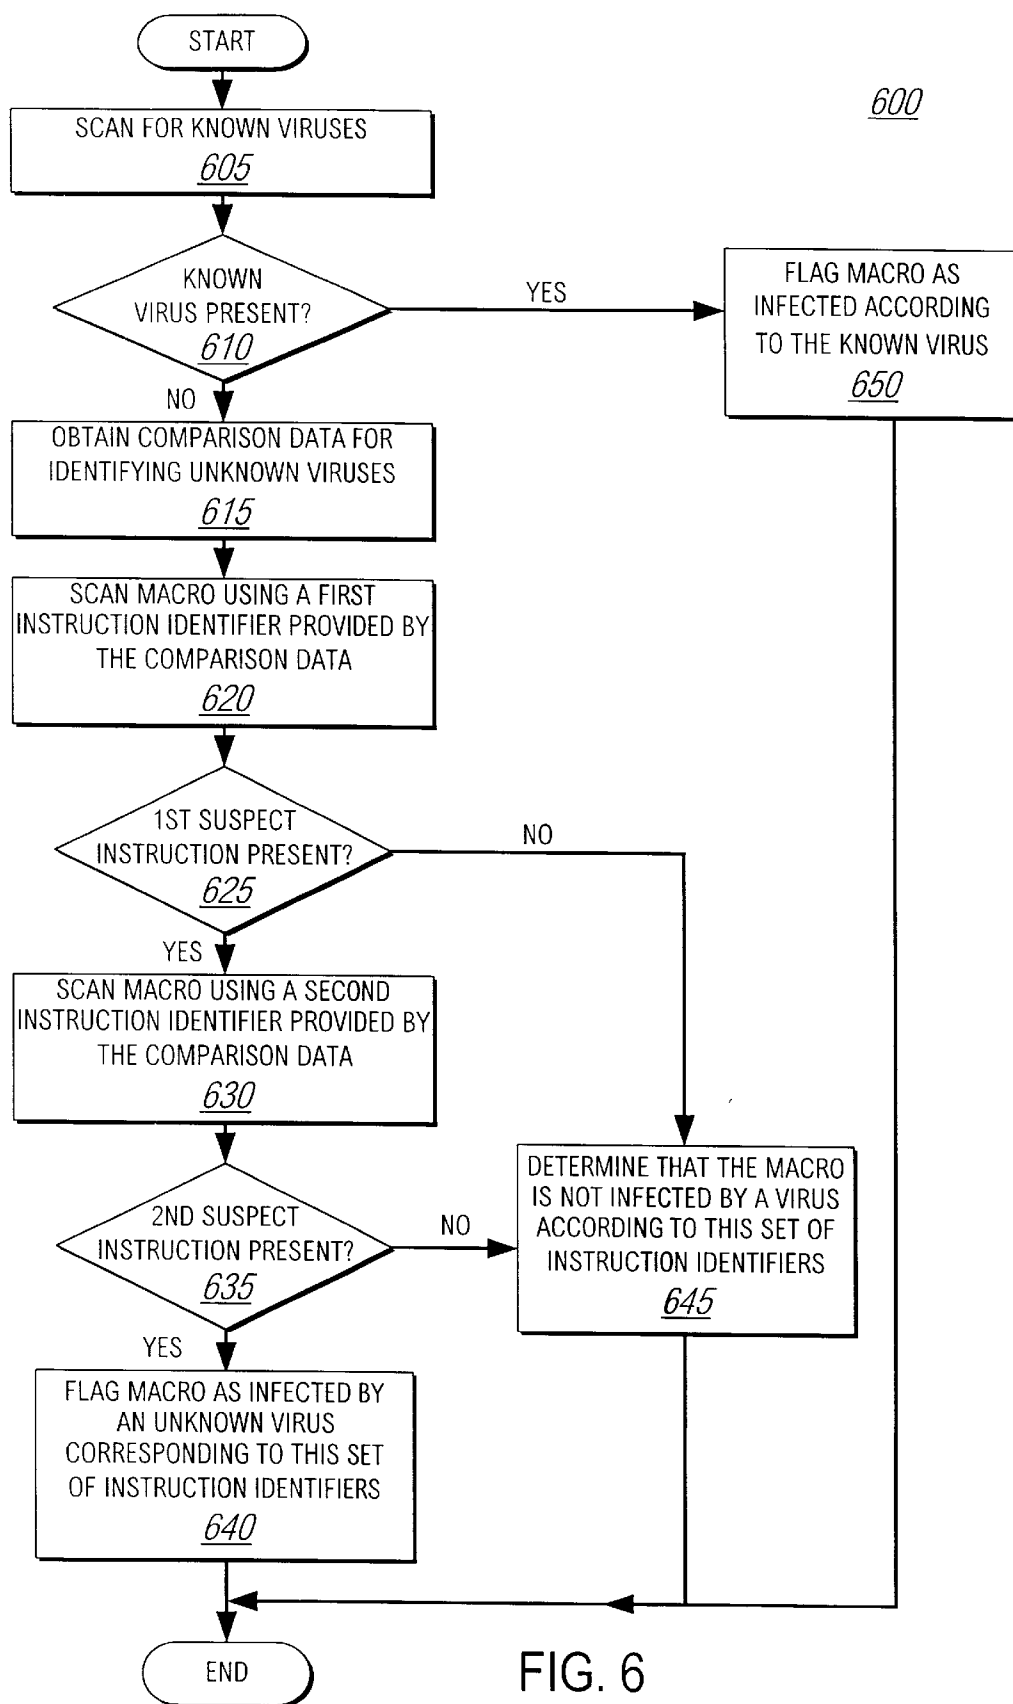 START
600
SCAN FOR KNOWN VIRUSES
605
KNOWN
VIRUS PRESENT?
610
YES
FLAG MACRO AS
INFECTED ACCORDING
TO THE KNOWN VIRUS
650
NO
OBTAIN COMPARISON DATA FOR
IDENTIFYING UNKNOWN VIRUSES
615
SCAN MACRO USING A FIRST
INSTRUCTION IDENTIFIER PROVIDED BY
THE COMPARISON DATA
620
1ST SUSPECT
INSTRUCTION PRESENT?
625
NO
YES
SCAN MACRO USING A SECOND
INSTRUCTION IDENTIFIER PROVIDED BY
THE COMPARISON DATA
630
2ND SUSPECT
INSTRUCTION PRESENT?
635
NO
DETERMINE THAT THE MACRO
IS NOT INFECTED BY A VIRUS
ACCORDING TO THIS SET OF
INSTRUCTION IDENTIFIERS
645
YES
FLAG MACRO AS INFECTED BY
AN UNKNOWN VIRUS
CORRESPONDING TO THIS SET
OF INSTRUCTION IDENTIFIERS
640
END
FIG. 6